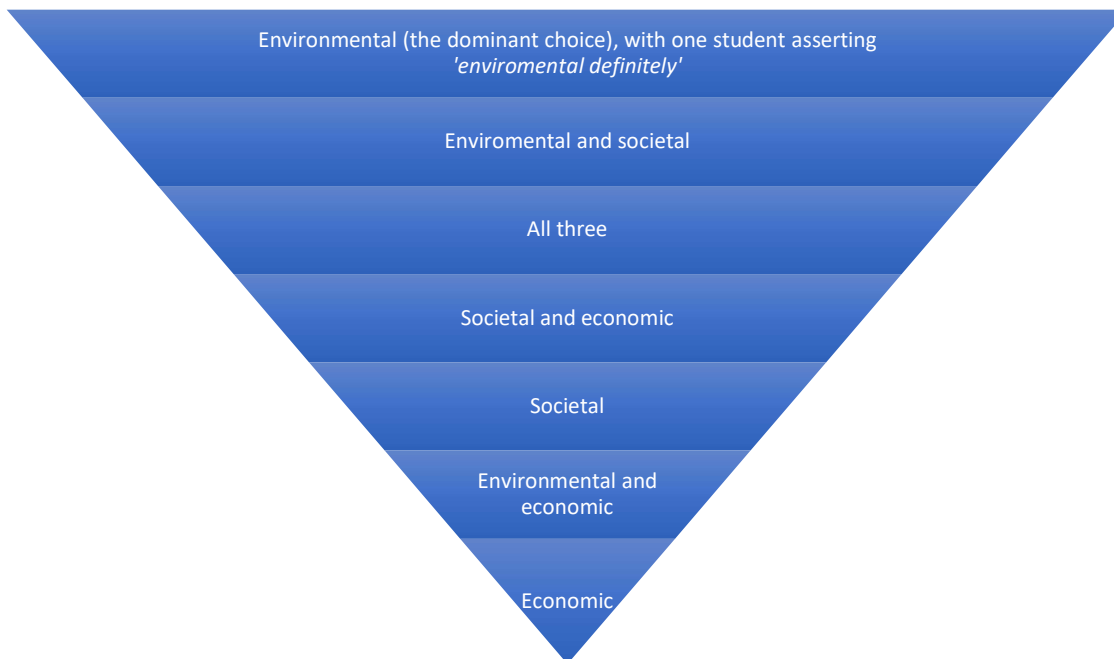 Environmental (the dominant choice), with one student asserting
'enviromental definitely'
Enviromental and societal
All three
Societal and economic
Societal
Environmental and
economic
Economic